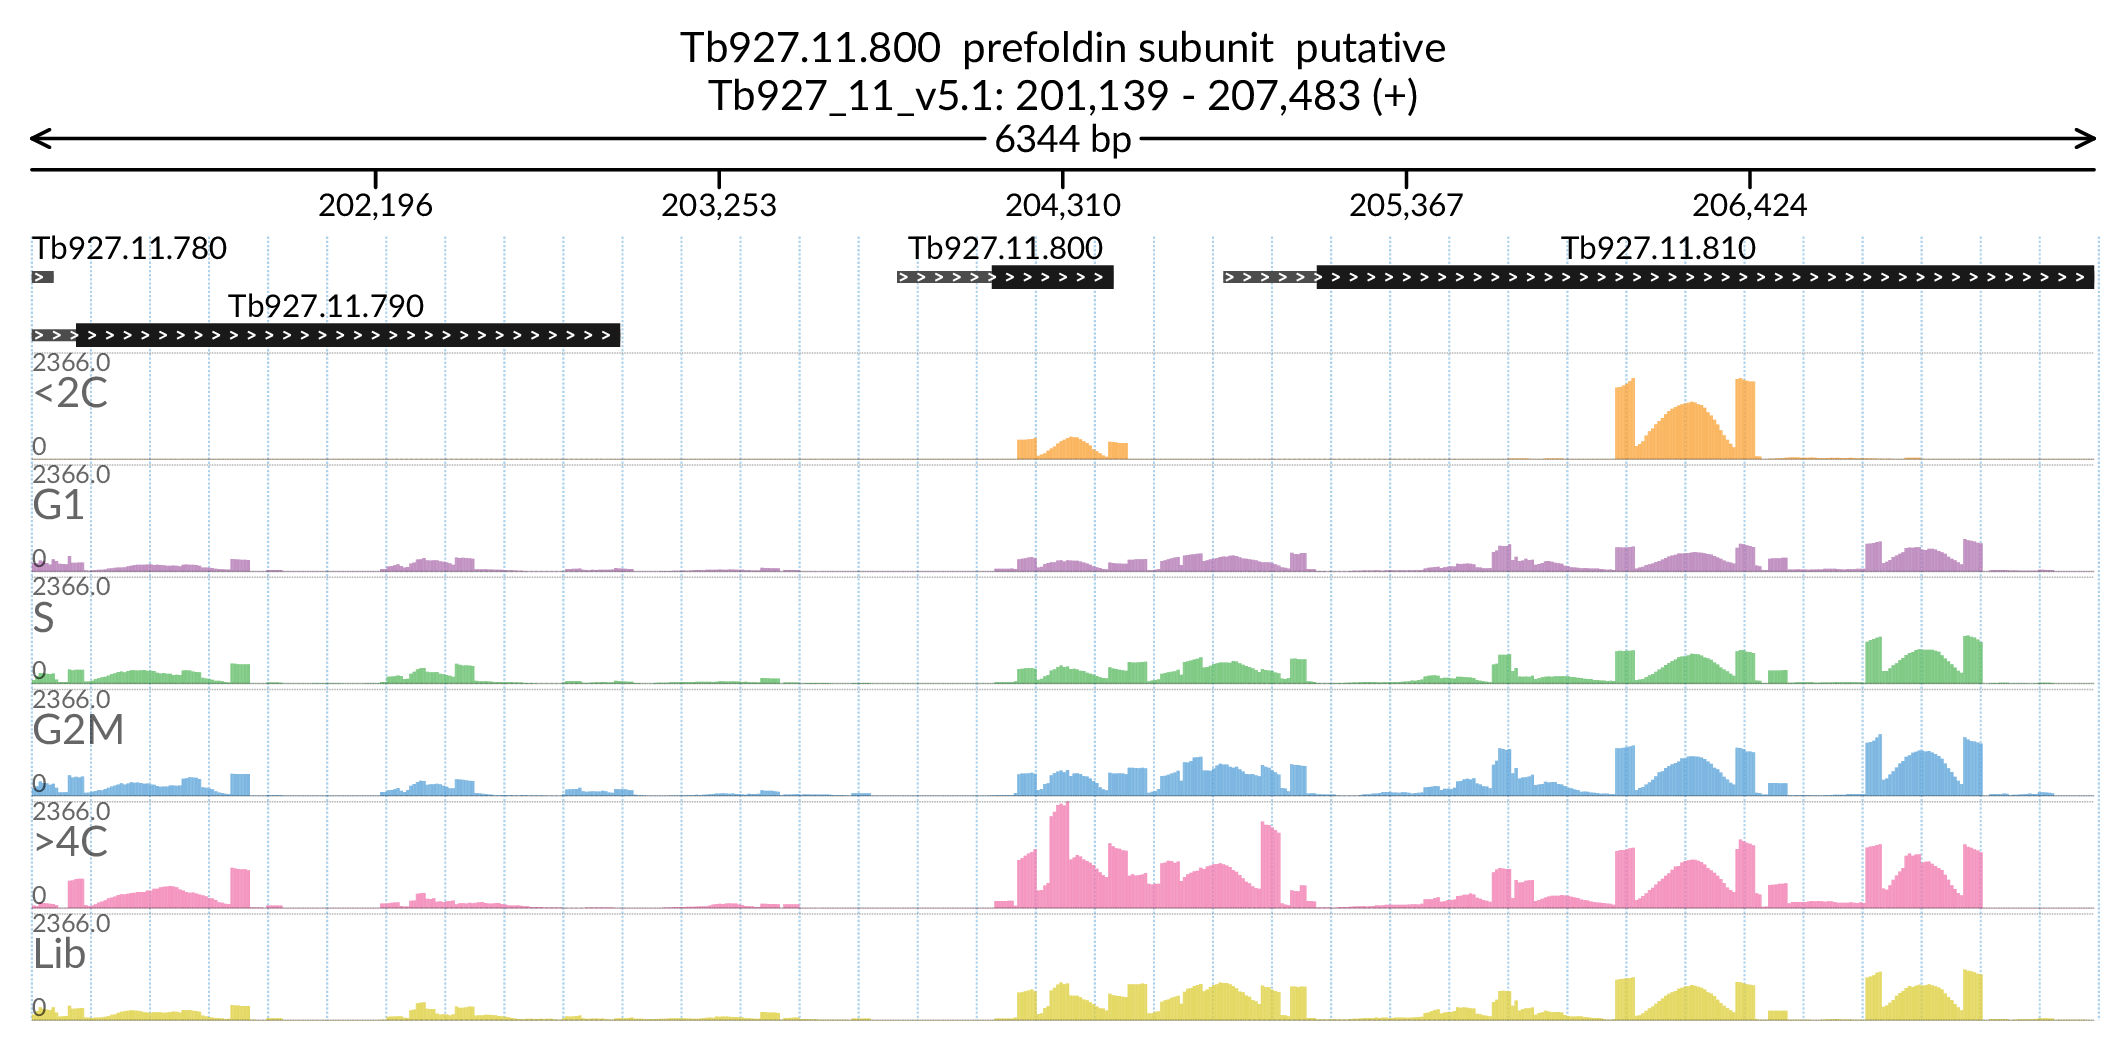 Tb927.11.800 prefoldin subunit putative
Tb927_11_v5.1: 201,139 - 207,483 (+)
6344 bp
202,196 203,253 204,310 205,367 206,424
Tb927.11.780 Tb927.11.800 Tb927.11.810
Tb927.11.790
2366.0
<2C
0
2366.0
G1
0
2366.0
S
0
2366.0
G2M
0
2366.0
>4C
0
2366.0
Lib
0